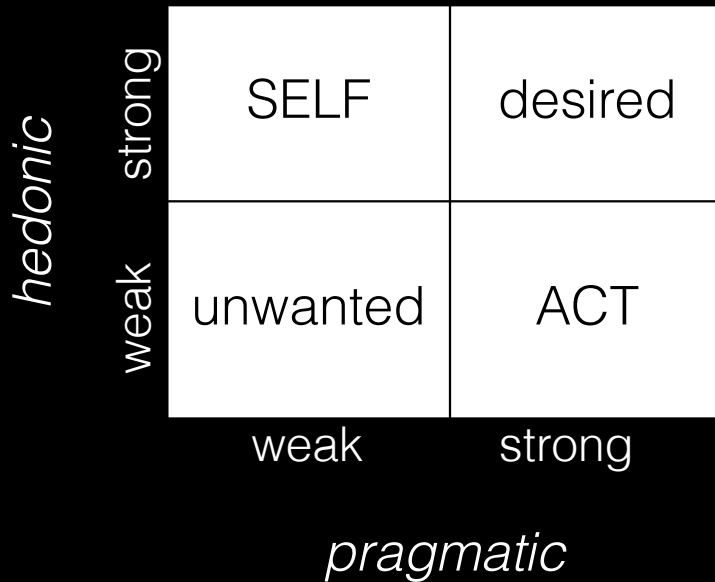 hedonic
strong
SELF
desired
weak
unwanted
ACT
weak
strong
pragmatic